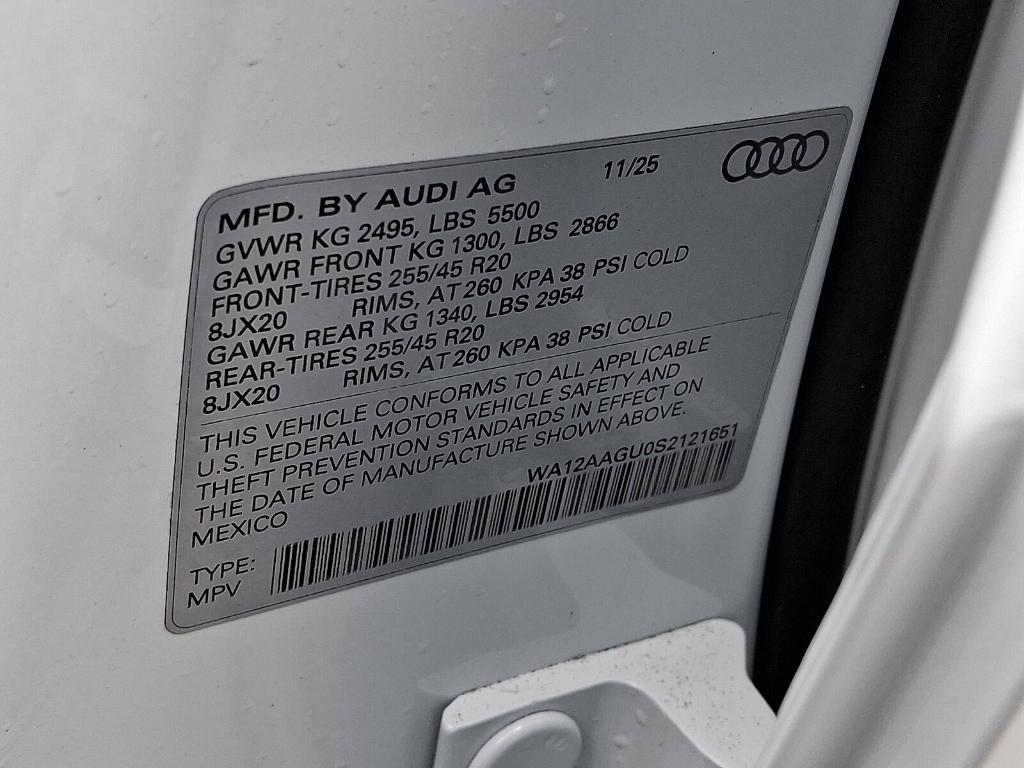 MFD. BY AUDI AG 11/25
GVWR KG 2495, LBS 5500
GAWR FRONT KG 1300, LBS 2866
FRONT-TIRES 255/45 R20
8JX20 RIMS, AT 260 KPA 38 PSI COLD
GAWR REAR KG 1340, LBS 2954
REAR-TIRES 255/45 R20
8JX20 RIMS, AT 260 KPA 38 PSI COLD
THIS VEHICLE CONFORMS TO ALL APPLICABLE
U.S. FEDERAL MOTOR VEHICLE SAFETY AND
THEFT PREVENTION STANDARDS IN EFFECT ON
THE DATE OF MANUFACTURE SHOWN ABOVE.
MEXICO
WA12AAGU0S2121651
TYPE:
MPV